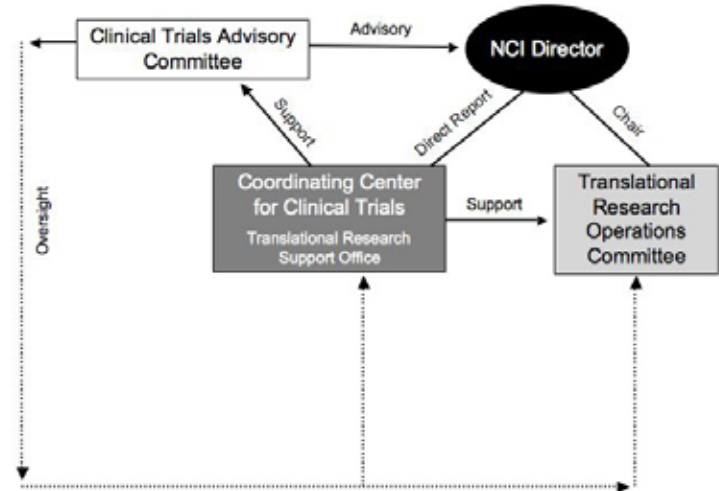 Clinical Trials Advisory
Committee
Advisory
NCI Director
Support
Direct Report
Chair
Oversight
Coordinating Center
for Clinical Trials
Translational Research
Support Office
Support
Translational
Research
Operations
Committee